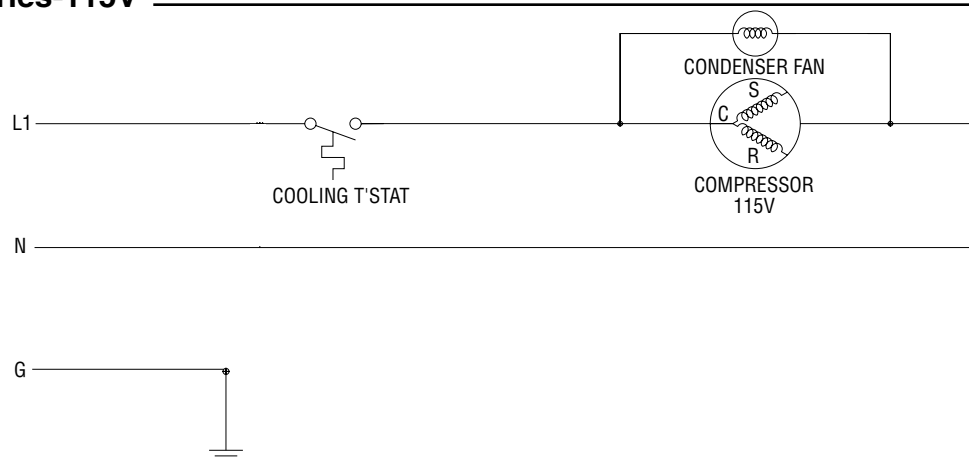 CONDENSER FAN
L1
S
C
R
COOLING T'STAT
COMPRESSOR
115V
N
G